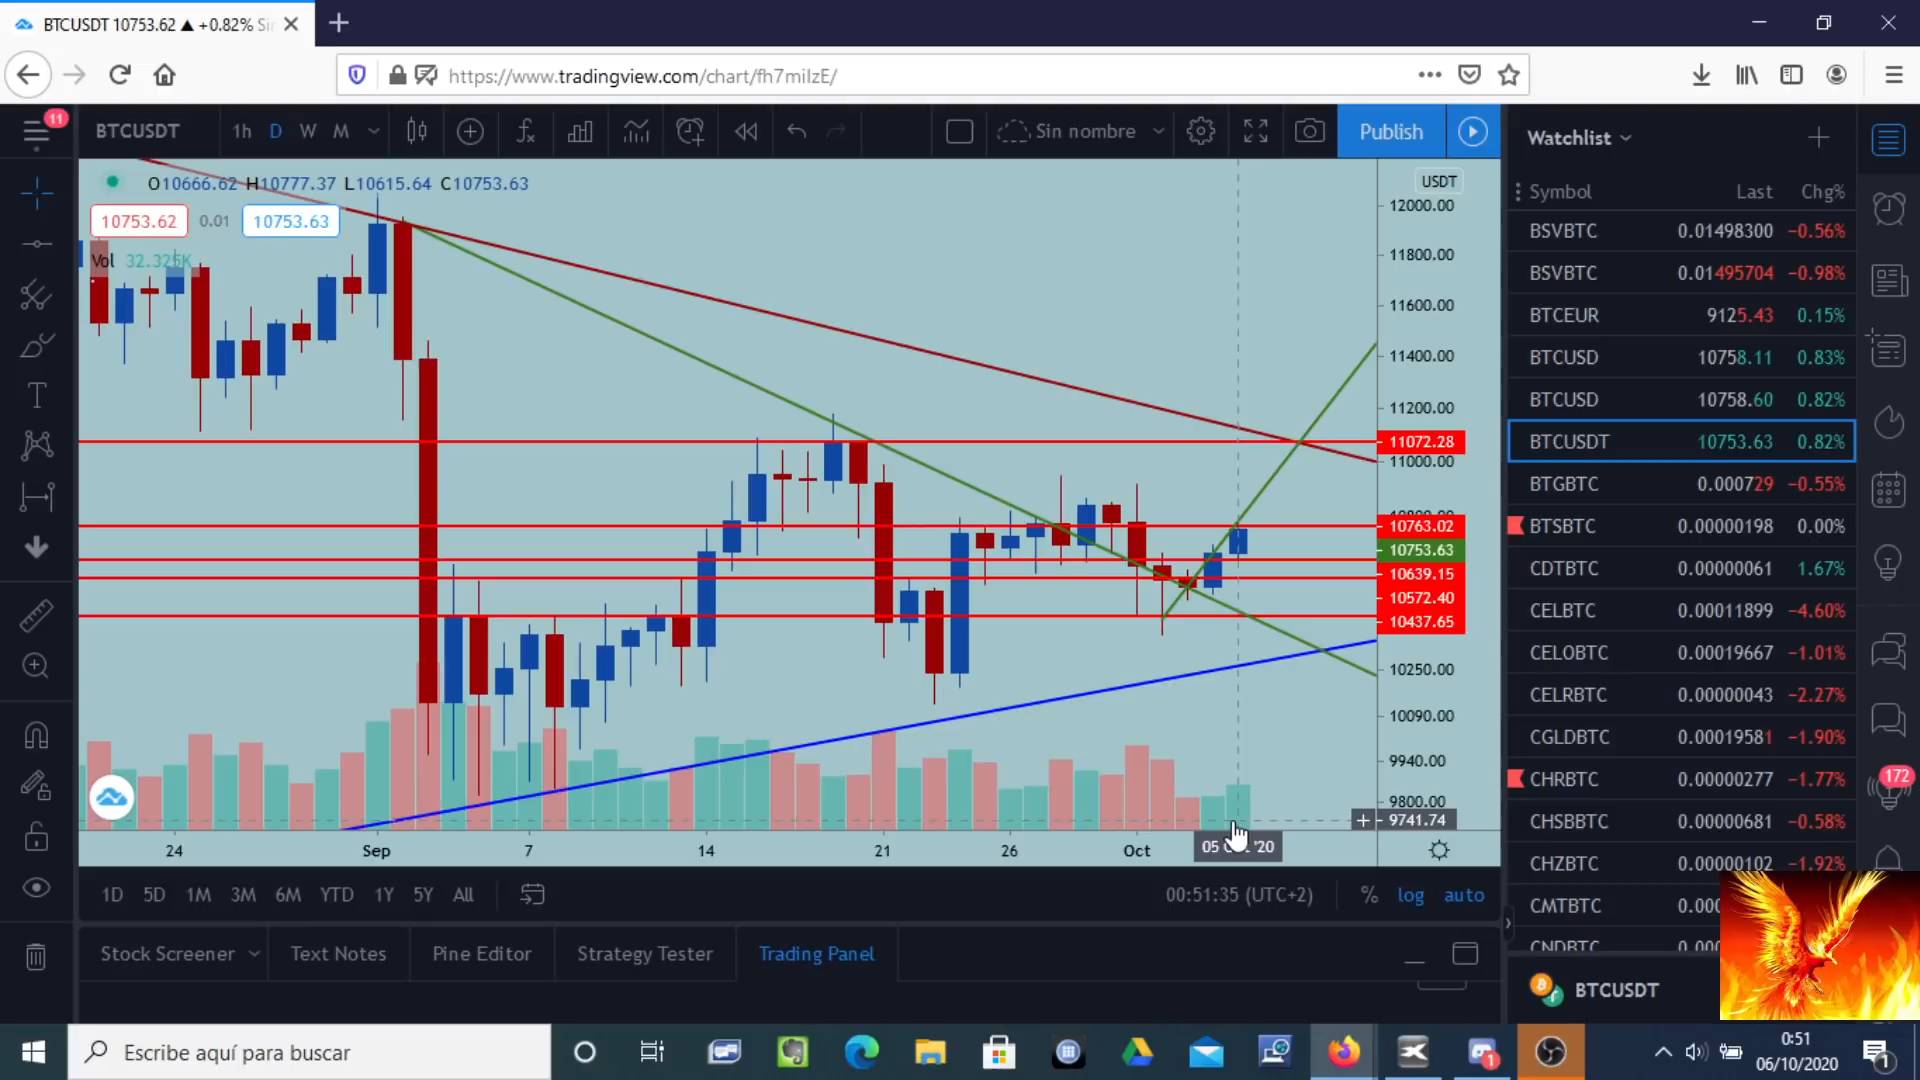 BTCUSDT 10753.62 ▲ +0.82% Si
https://www.tradingview.com/chart/fh7milzE/
11
BTCUSDT
1h D W M
Sin nombre
Publish
O10666.62 H10777.37 L10615.64 C10753.63
10753.62 0.01 10753.63
Vol 32.325K
USDT
12000.00
11800.00
11600.00
11400.00
11200.00
11072.28
11000.00
10763.02
10753.63
10639.15
10572.40
10437.65
10250.00
10090.00
9940.00
9800.00
9741.74
24 Sep 7 14 21 26 Oct
1D 5D 1M 3M 6M YTD 1Y 5Y All
00:51:35 (UTC+2) % log auto
Stock Screener Text Notes Pine Editor Strategy Tester Trading Panel
Watchlist
Symbol Last Chg%
BSVBTC 0.01498300 −0.56%
BSVBTC 0.01495704 −0.98%
BTCEUR 9125.43 0.15%
BTCUSD 10758.11 0.83%
BTCUSD 10758.60 0.82%
BTCUSDT 10753.63 0.82%
BTGBTC 0.000729 −0.55%
BTSBTC 0.00000198 0.00%
CDTBTC 0.00000061 1.67%
CELBTC 0.00011899 −4.60%
CELOBTC 0.00019667 −1.01%
CELRBTC 0.00000043 −2.27%
CGLDBTC 0.00019581 −1.90%
CHRBTC 0.00000277 −1.77%
CHSBBTC 0.00000681 −0.58%
CHZBTC 0.00000102 −1.92%
CMTBTC 0.000
CNDBTC 0.000
BTCUSDT
172
Escribe aquí para buscar
1
0:51
06/10/2020
1